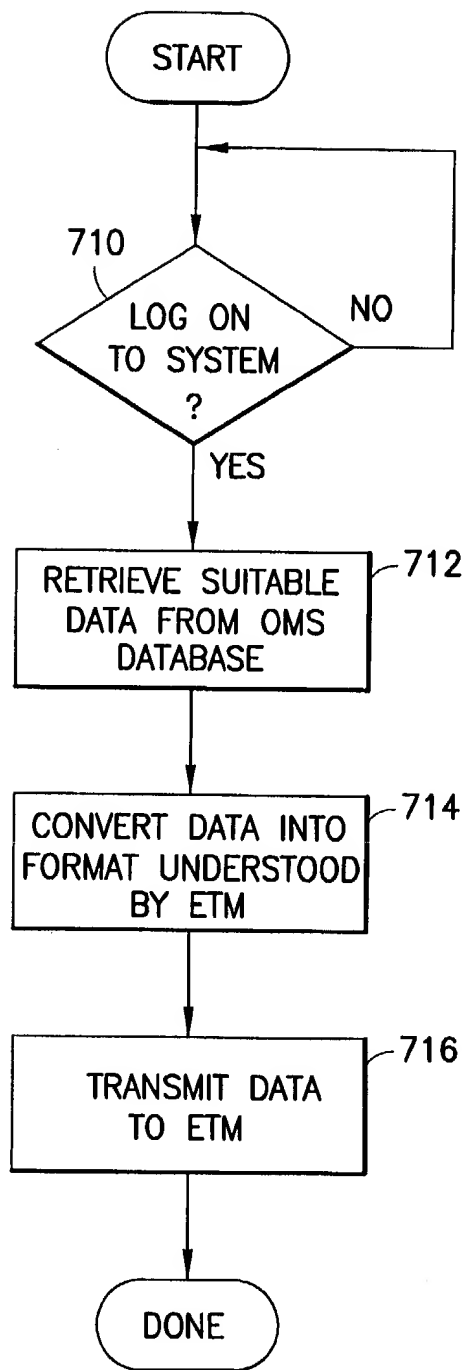 START
710
LOG ON
TO SYSTEM
?
NO
YES
712
RETRIEVE SUITABLE
DATA FROM OMS
DATABASE
714
CONVERT DATA INTO
FORMAT UNDERSTOOD
BY ETM
716
TRANSMIT DATA
TO ETM
DONE